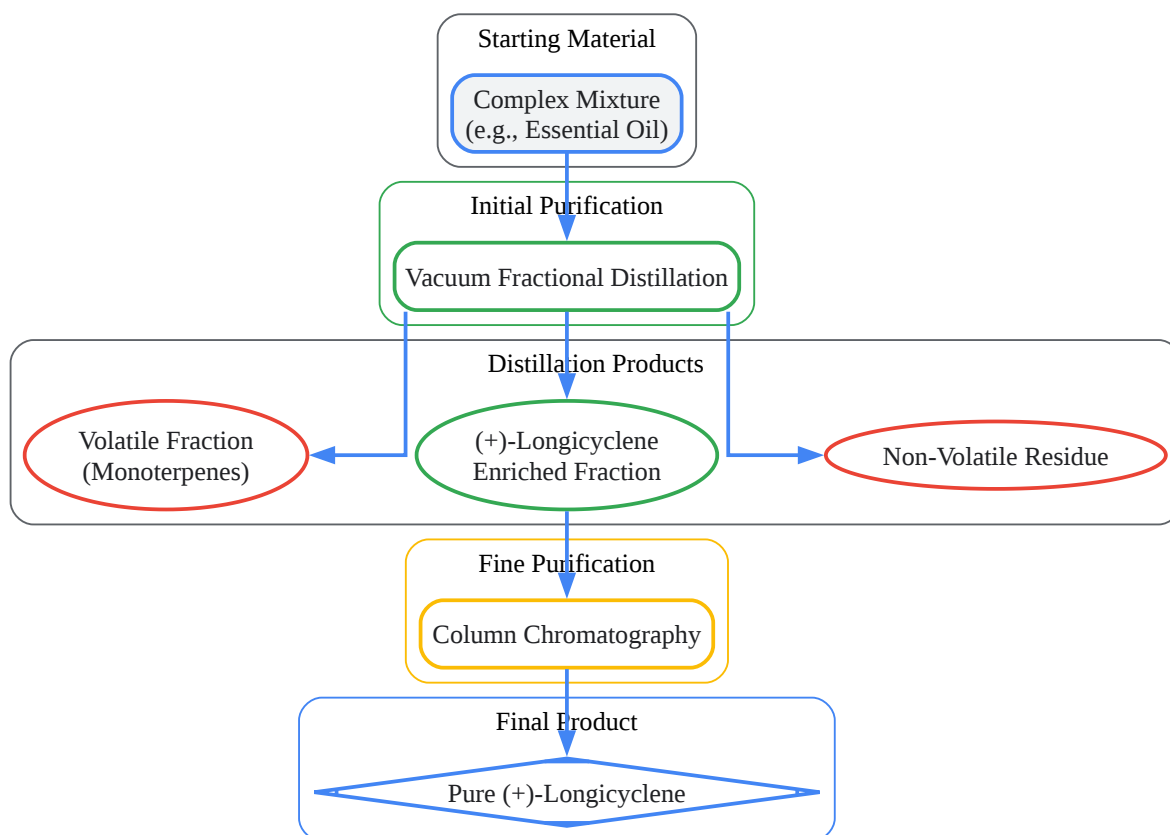 Starting Material
Complex Mixture
(e.g., Essential Oil)
Initial Purification
Vacuum Fractional Distillation
Distillation Products
Volatile Fraction
(Monoterpenes)
(+)-Longicyclene
Enriched Fraction
Non-Volatile Residue
Fine Purification
Column Chromatography
Final Product
Pure (+)-Longicyclene